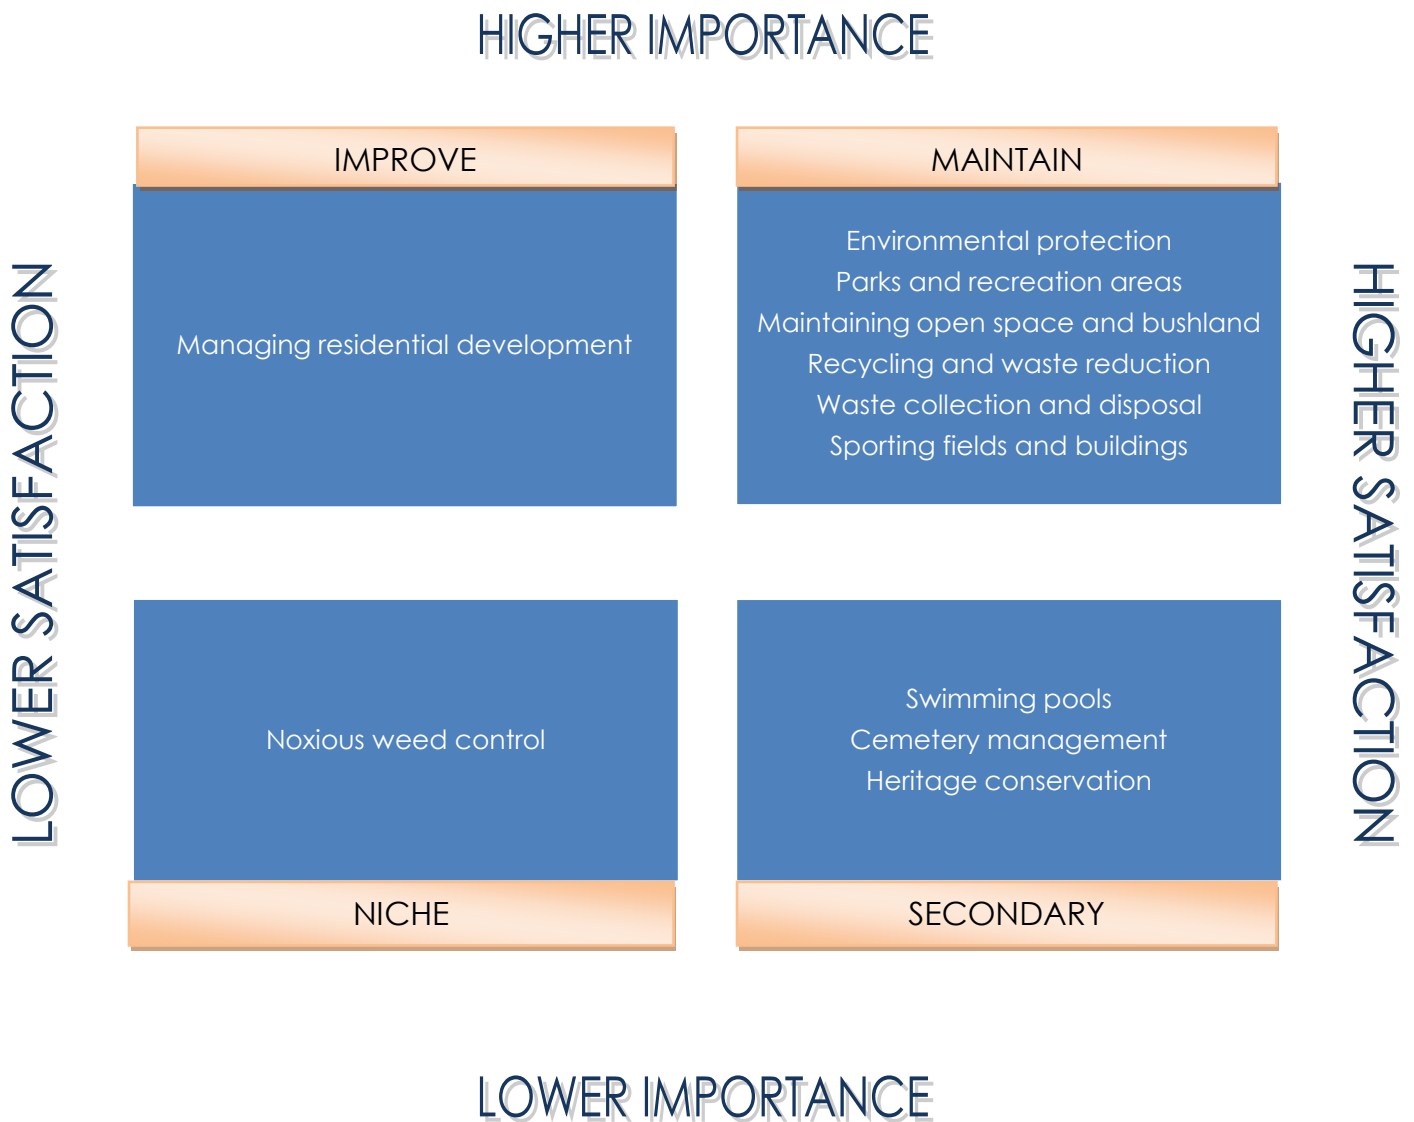 HIGHER IMPORTANCE
IMPROVE
MAINTAIN
Managing residential development
Environmental protection
Parks and recreation areas
Maintaining open space and bushland
Recycling and waste reduction
Waste collection and disposal
Sporting fields and buildings
LOWER SATISFACTION
HIGHER SATISFACTION
Noxious weed control
Swimming pools
Cemetery management
Heritage conservation
NICHE
SECONDARY
LOWER IMPORTANCE